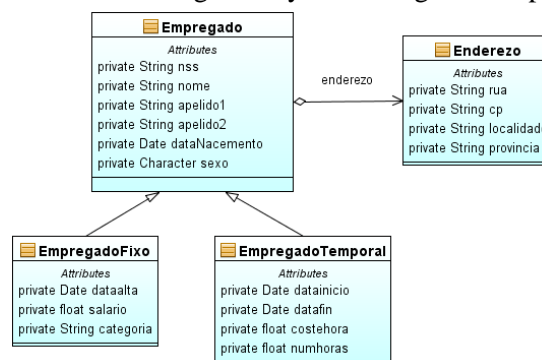 Empregado
Attributes
private String nss
private String nome
private String apelido1
private String apelido2
private Date dataNacemento
private Character sexo
enderezo
Enderezo
Attributes
private String rua
private String cp
private String localidade
private String provincia
EmpregadoFixo
Attributes
private Date dataalta
private float salario
private String categoria
EmpregadoTemporal
Attributes
private Date datainicio
private Date datafin
private float costehora
private float numhoras